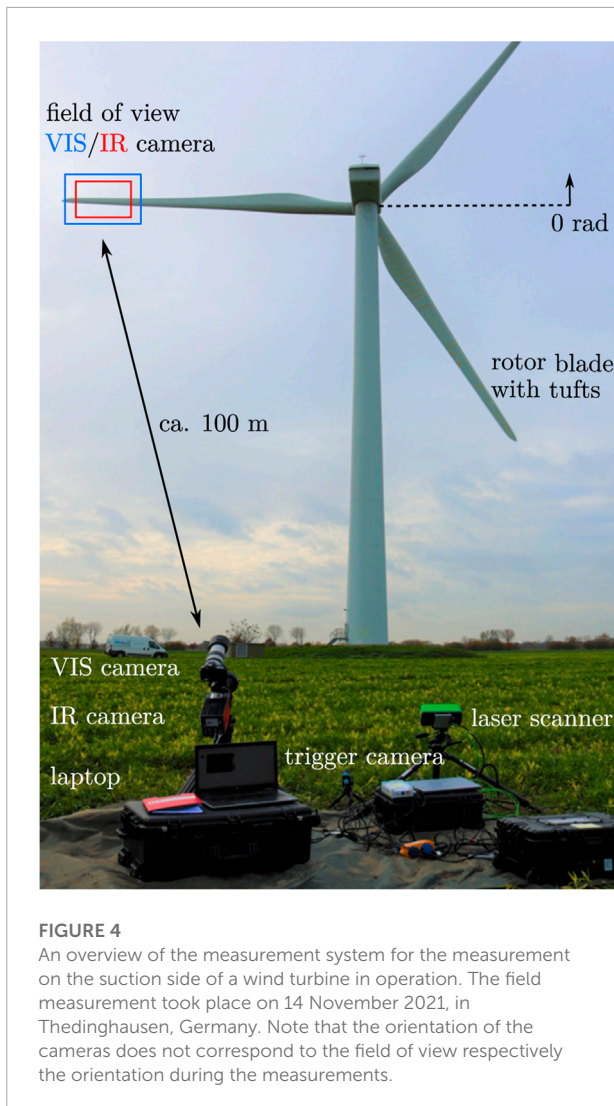 field of view
VIS/IR camera
0 rad
rotor blade
with tufts
ca. 100 m
VIS camera
IR camera
laser scanner
trigger camera
laptop
FIGURE 4
An overview of the measurement system for the measurement
on the suction side of a wind turbine in operation. The field
measurement took place on 14 November 2021, in
Thedinghausen, Germany. Note that the orientation of the
cameras does not correspond to the field of view respectively
the orientation during the measurements.